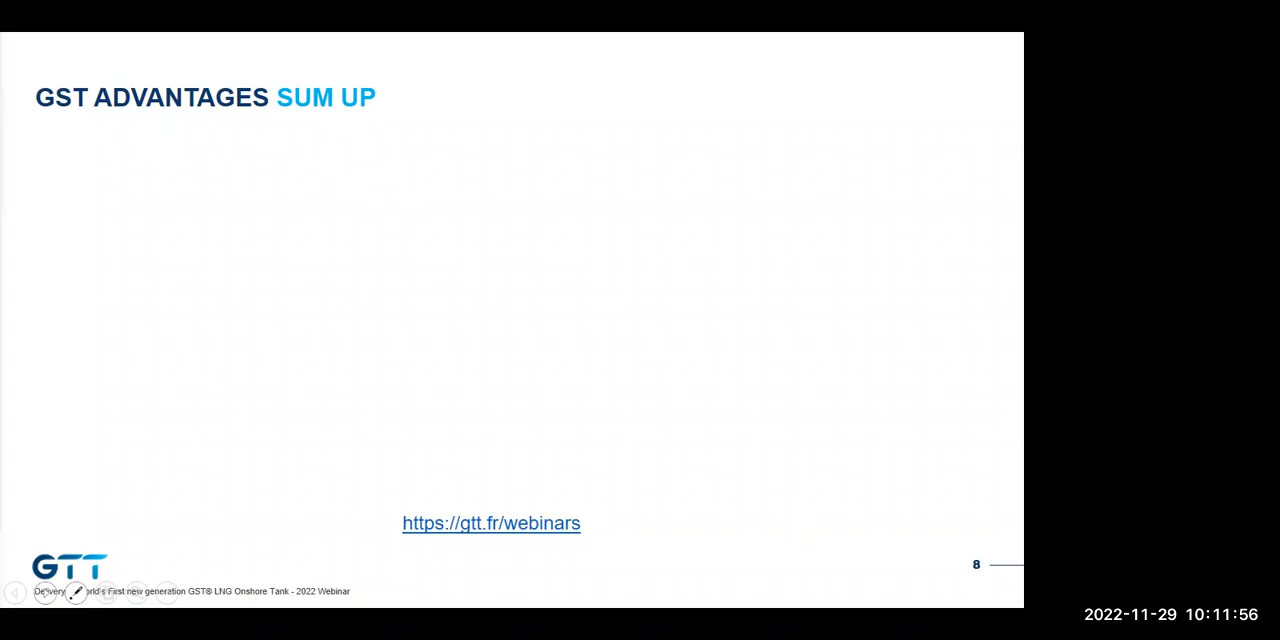 GST ADVANTAGES SUM UP
https://gtt.fr/webinars
GTT
8
Delivery world's First new generation GST® LNG Onshore Tank - 2022 Webinar
2022-11-29 10:11:56